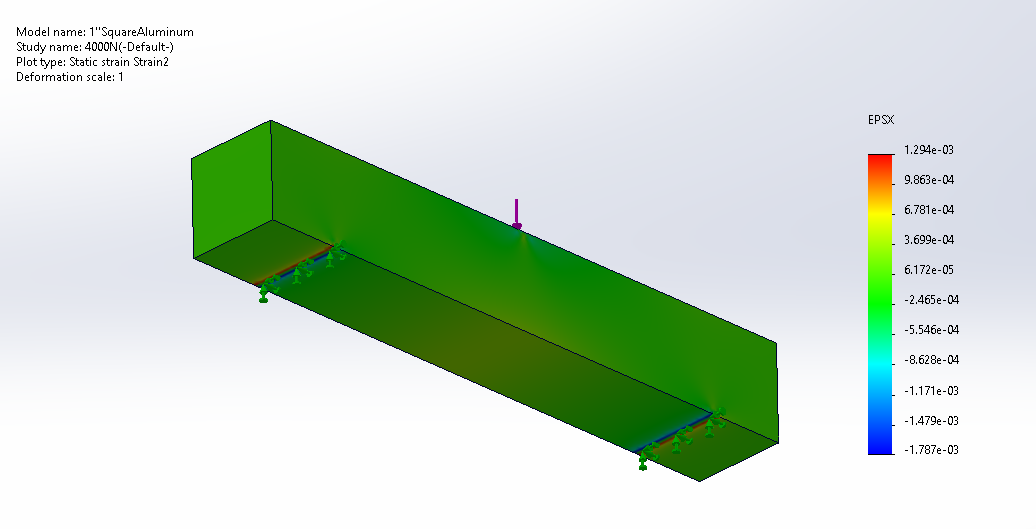 Model name: 1"SquareAluminum
Study name: 4000N(-Default-)
Plot type: Static strain Strain2
Deformation scale: 1
EPSX
1.294e-03
9.863e-04
6.781e-04
3.699e-04
6.172e-05
-2.465e-04
-5.546e-04
-8.628e-04
-1.171e-03
-1.479e-03
-1.787e-03